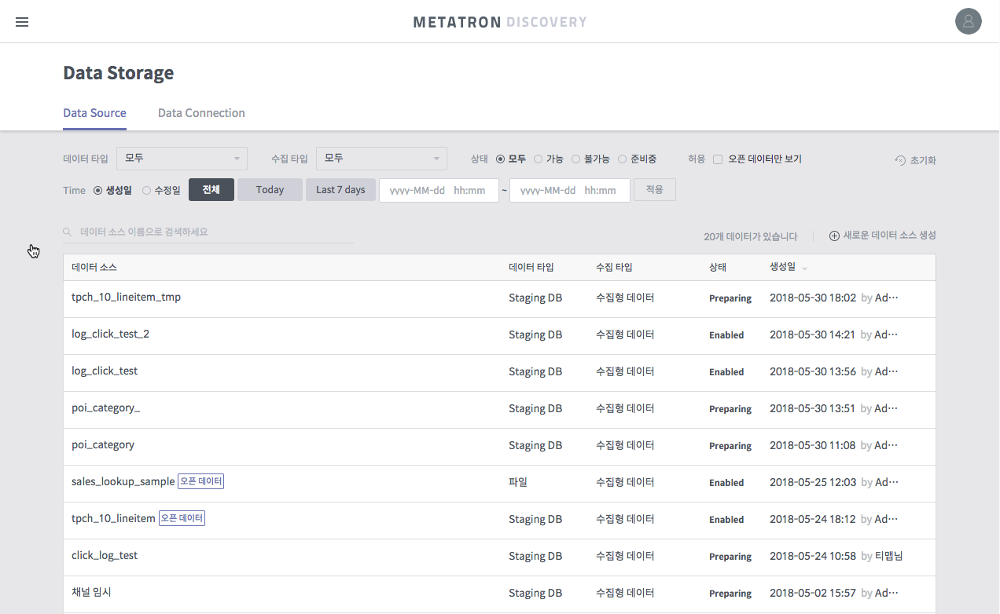 METATRON DISCOVERY
Data Storage
Data Source Data Connection
데이터 타입 모두 수집 타입 모두 상태 모두 가능 불가능 준비중 허용 오픈 데이터만 보기 초기화
Time 생성일 수정일 전체 Today Last 7 days yyyy-MM-dd hh:mm ~ yyyy-MM-dd hh:mm 적용
데이터 소스 이름으로 검색하세요 20개 데이터가 있습니다 새로운 데이터 소스 생성
데이터 소스 데이터 타입 수집 타입 상태 생성일
tpch_10_lineitem_tmp Staging DB 수집형 데이터 Preparing 2018-05-30 18:02 by Ad···
log_click_test_2 Staging DB 수집형 데이터 Enabled 2018-05-30 14:21 by Ad···
log_click_test Staging DB 수집형 데이터 Enabled 2018-05-30 13:56 by Ad···
poi_category_ Staging DB 수집형 데이터 Preparing 2018-05-30 13:51 by Ad···
poi_category Staging DB 수집형 데이터 Preparing 2018-05-30 11:08 by Ad···
sales_lookup_sample 오픈 데이터 파일 수집형 데이터 Enabled 2018-05-25 12:03 by Ad···
tpch_10_lineitem 오픈 데이터 Staging DB 수집형 데이터 Enabled 2018-05-24 18:12 by Ad···
click_log_test Staging DB 수집형 데이터 Preparing 2018-05-24 10:58 by 티맵님
채널 임시 Staging DB 수집형 데이터 Preparing 2018-05-02 15:57 by Ad···